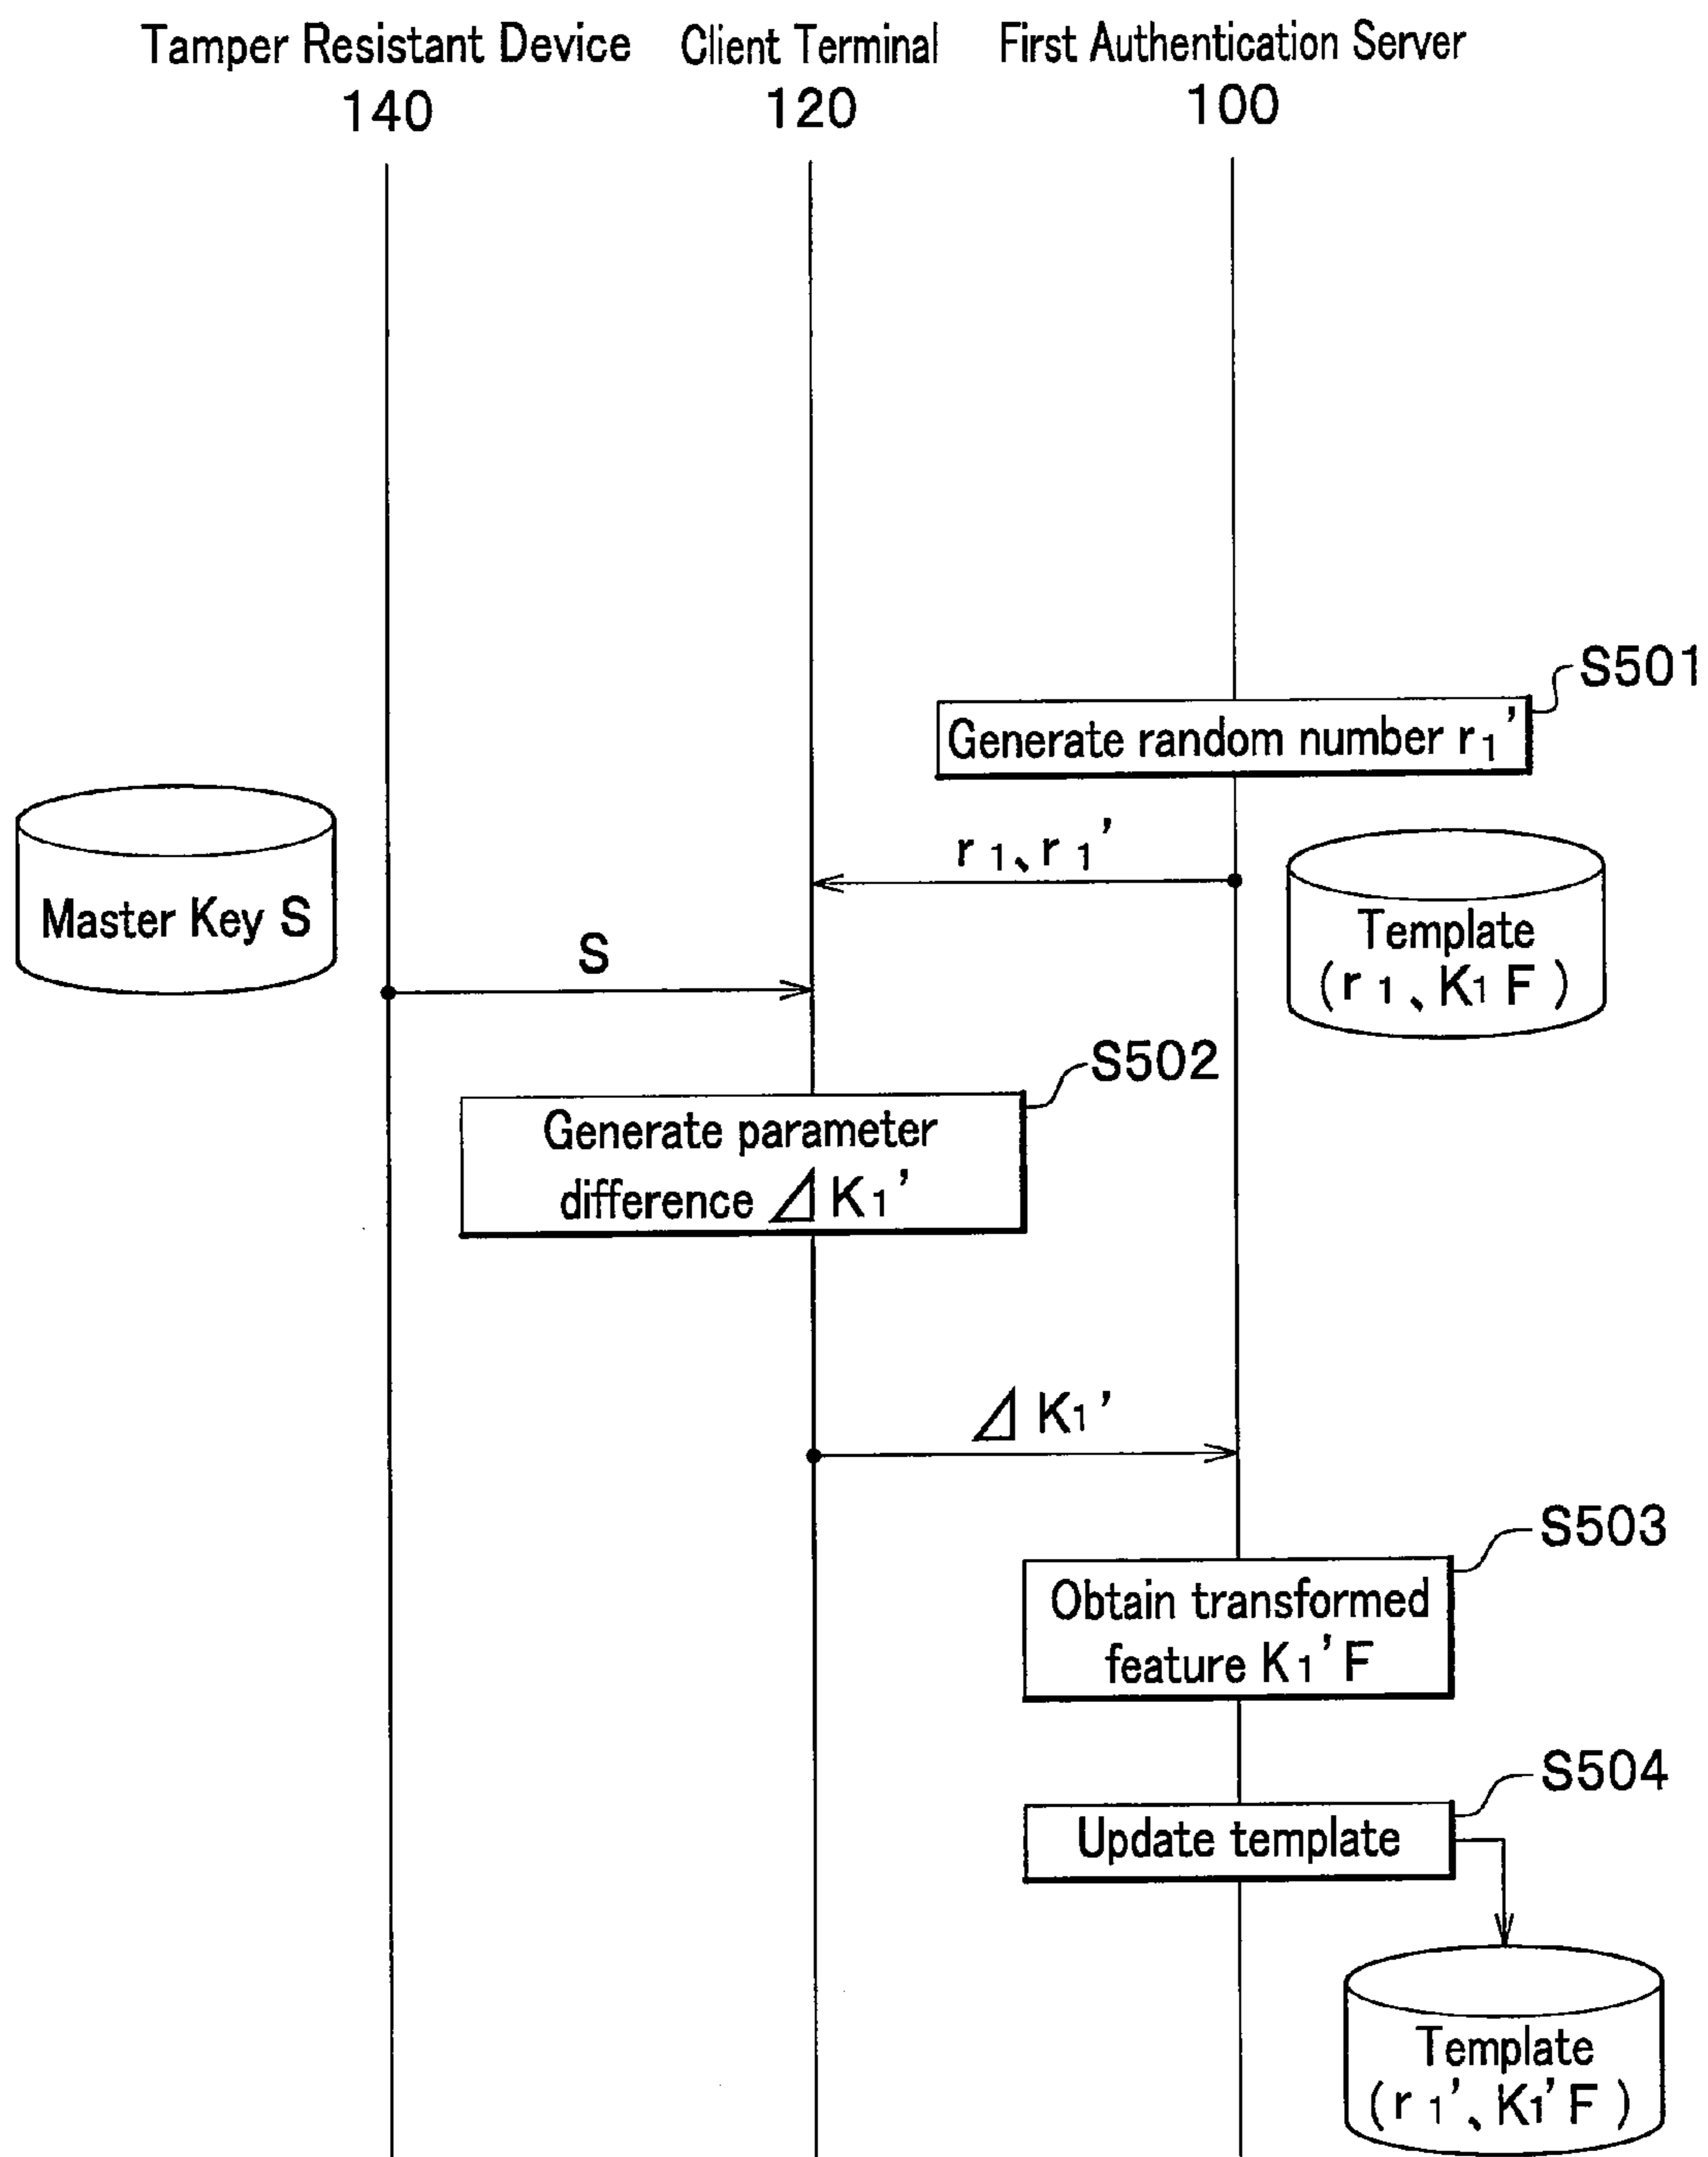 Tamper Resistant Device
140
Client Terminal
120
First Authentication Server
100
S501
Generate random number r₁'
r₁、r₁'
Master Key S
Template
(r₁、K₁F)
S
S502
Generate parameter
difference ⊿K₁'
⊿K₁'
S503
Obtain transformed
feature K₁'F
S504
Update template
Template
(r₁'、K₁'F)